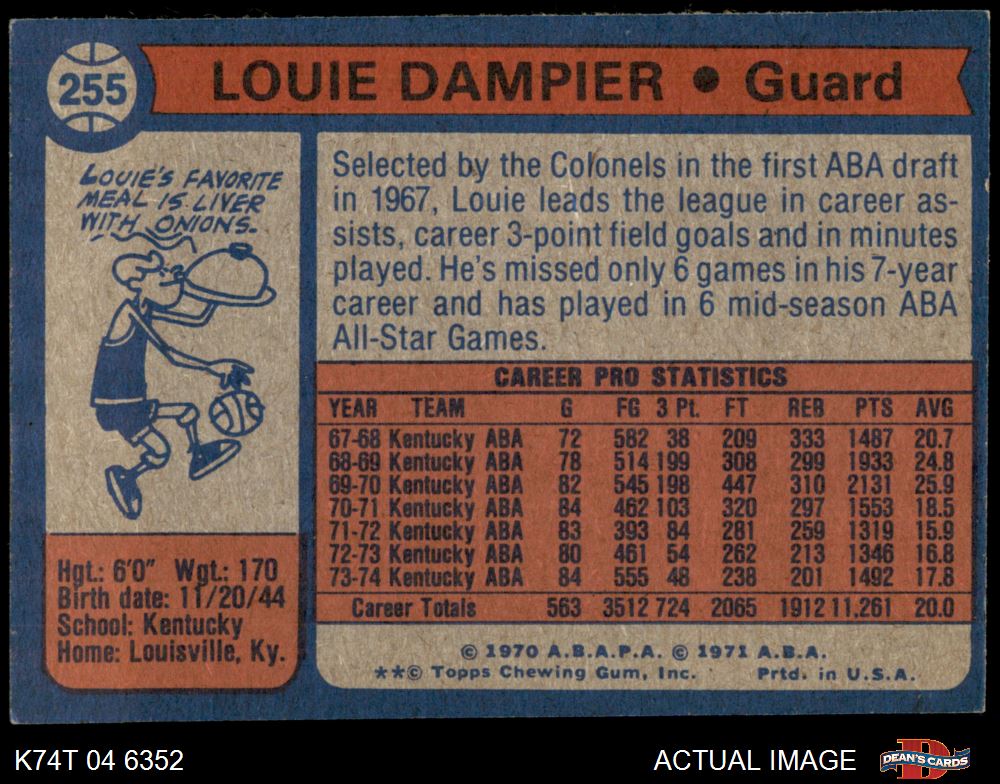 255
LOUIE DAMPIER • Guard
LOUIE'S FAVORITE
MEAL IS LIVER
WITH ONIONS.
Selected by the Colonels in the first ABA draft
in 1967, Louie leads the league in career as-
sists, career 3-point field goals and in minutes
played. He's missed only 6 games in his 7-year
career and has played in 6 mid-season ABA
All-Star Games.
CAREER PRO STATISTICS
YEAR TEAM G FG 3 Pt. FT REB PTS AVG
67-68 Kentucky ABA 72 582 38 209 333 1487 20.7
68-69 Kentucky ABA 78 514 199 308 299 1933 24.8
69-70 Kentucky ABA 82 545 198 447 310 2131 25.9
70-71 Kentucky ABA 84 462 103 320 297 1553 18.5
71-72 Kentucky ABA 83 393 84 281 259 1319 15.9
72-73 Kentucky ABA 80 461 54 262 213 1346 16.8
73-74 Kentucky ABA 84 555 48 238 201 1492 17.8
Career Totals 563 3512 724 2065 1912 11,261 20.0
Hgt.: 6'0" Wgt.: 170
Birth date: 11/20/44
School: Kentucky
Home: Louisville, Ky.
© 1970 A.B.A.P.A. © 1971 A.B.A.
**© Topps Chewing Gum, Inc. Prtd. in U.S.A.
K74T 04 6352
ACTUAL IMAGE
DEAN'S CARDS